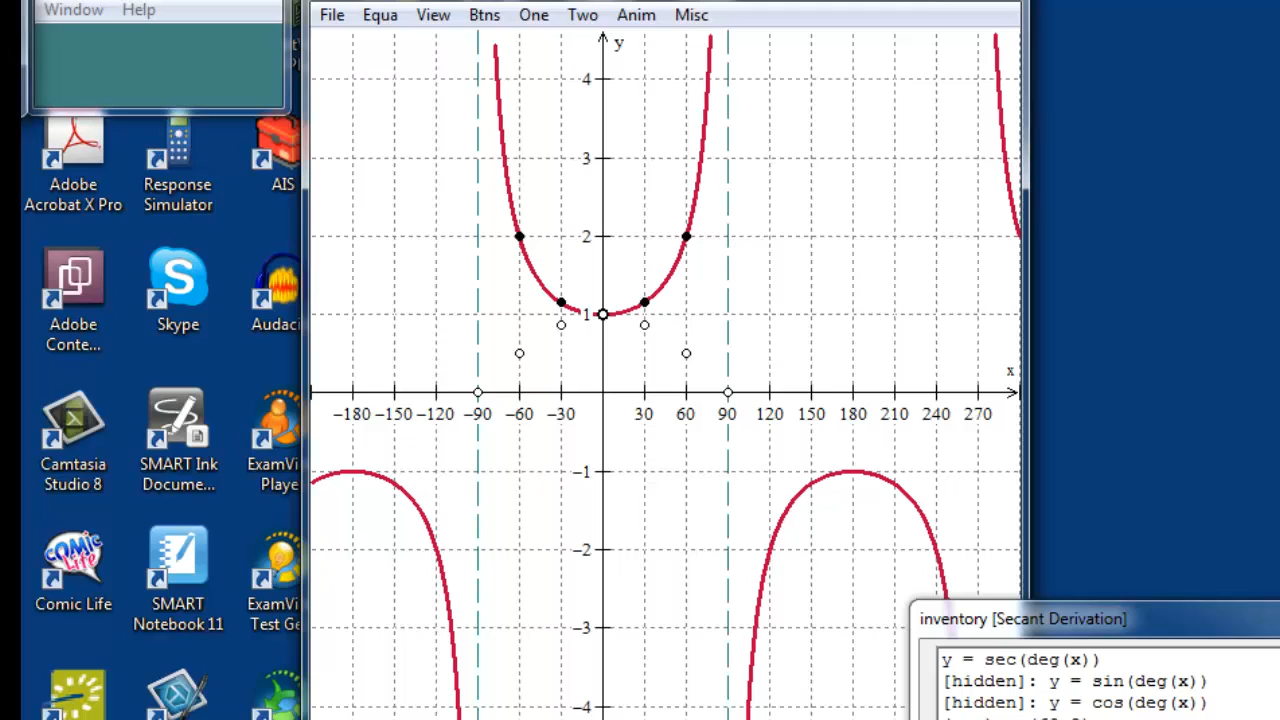 Window Help
File Equa View Btns One Two Anim Misc
y
4
3
2
1
x
−180 −150 −120 −90 −60 −30 30 60 90 120 150 180 210 240 270
−1
−2
−3
−4
Adobe Acrobat X Pro
Response Simulator
AIS
Adobe Conte...
Skype
Audaci
Camtasia Studio 8
SMART Ink Docume...
ExamVi Playe
Comic Life
SMART Notebook 11
ExamVi Test Ge
COMIC Life
inventory [Secant Derivation]
y = sec(deg(x))
[hidden]: y = sin(deg(x))
[hidden]: y = cos(deg(x))